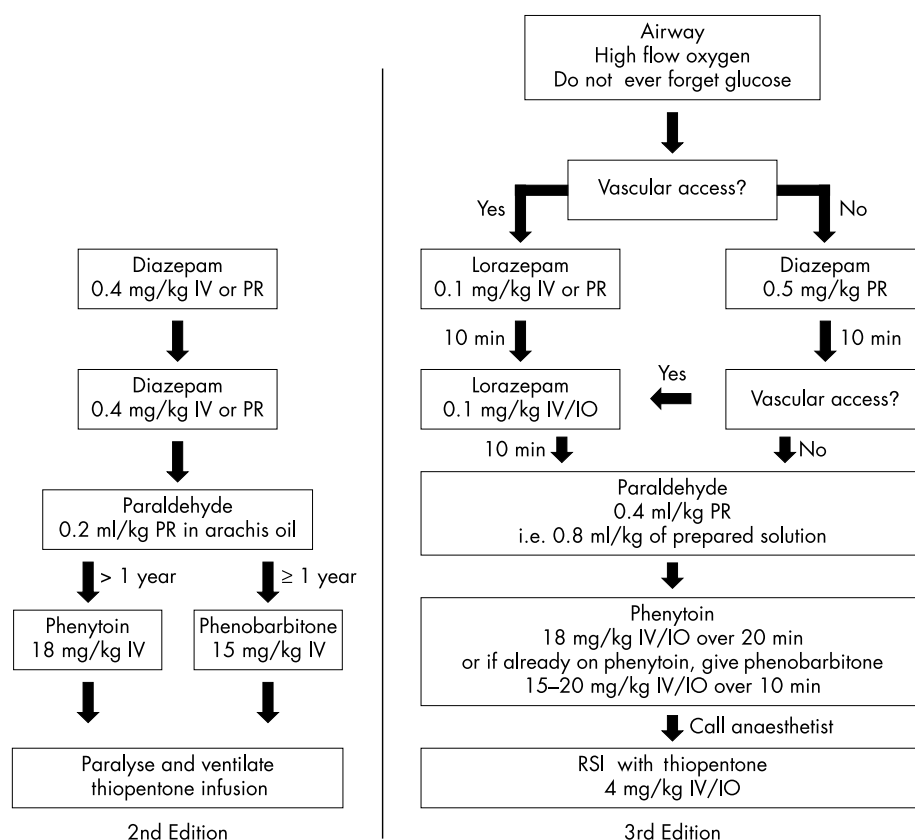 Diazepam
0.4 mg/kg IV or PR
Diazepam
0.4 mg/kg IV or PR
Paraldehyde
0.2 ml/kg PR in arachis oil
> 1 year
≥ 1 year
Phenytoin
18 mg/kg IV
Phenobarbitone
15 mg/kg IV
Paralyse and ventilate
thiopentone infusion
2nd Edition
Airway
High flow oxygen
Do not ever forget glucose
Vascular access?
Yes
No
Lorazepam
0.1 mg/kg IV or PR
Diazepam
0.5 mg/kg PR
10 min
10 min
Lorazepam
0.1 mg/kg IV/IO
Yes
Vascular access?
10 min
No
Paraldehyde
0.4 ml/kg PR
i.e. 0.8 ml/kg of prepared solution
Phenytoin
18 mg/kg IV/IO over 20 min
or if already on phenytoin, give phenobarbitone
15–20 mg/kg IV/IO over 10 min
Call anaesthetist
RSI with thiopentone
4 mg/kg IV/IO
3rd Edition